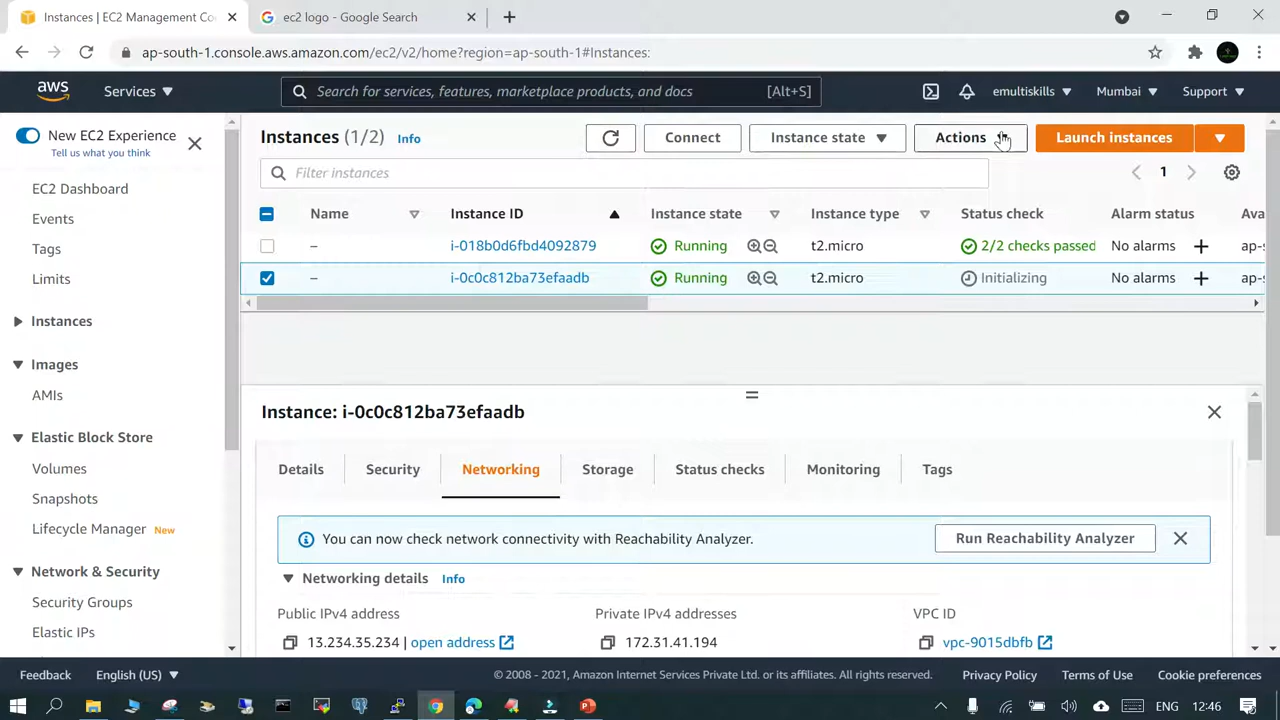 Instances | EC2 Management Co
ec2 logo - Google Search
ap-south-1.console.aws.amazon.com/ec2/v2/home?region=ap-south-1#Instances:
aws Services Search for services, features, marketplace products, and docs [Alt+S] emultiskills Mumbai Support
New EC2 Experience
Tell us what you think
EC2 Dashboard
Events
Tags
Limits
Instances
Images
AMIs
Elastic Block Store
Volumes
Snapshots
Lifecycle Manager New
Network & Security
Security Groups
Elastic IPs
Instances (1/2) Info Connect Instance state Actions Launch instances
Filter instances 1
Name Instance ID Instance state Instance type Status check Alarm status Ava
– i-018b0d6fbd4092879 Running t2.micro 2/2 checks passed No alarms + ap-s
– i-0c0c812ba73efaadb Running t2.micro Initializing No alarms + ap-s
Instance: i-0c0c812ba73efaadb
Details Security Networking Storage Status checks Monitoring Tags
You can now check network connectivity with Reachability Analyzer. Run Reachability Analyzer
Networking details Info
Public IPv4 address Private IPv4 addresses VPC ID
13.234.35.234 | open address 172.31.41.194 vpc-9015dbfb
Feedback English (US) © 2008 - 2021, Amazon Internet Services Private Ltd. or its affiliates. All rights reserved. Privacy Policy Terms of Use Cookie preferences
ENG 12:46